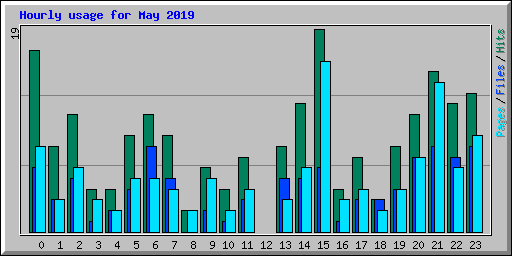 Hourly usage for May 2019
19
Pages / Files / Hits
0 1 2 3 4 5 6 7 8 9 10 11 12 13 14 15 16 17 18 19 20 21 22 23